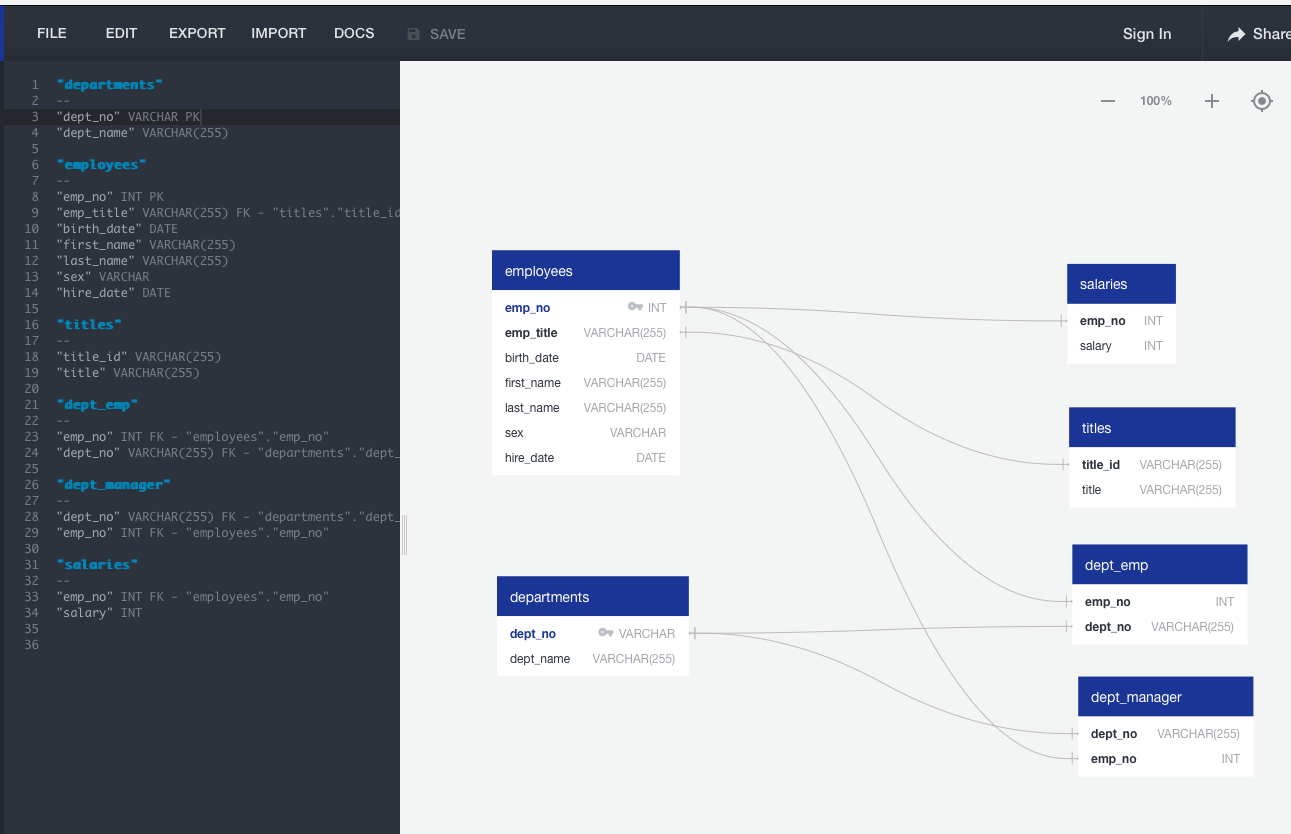 FILE EDIT EXPORT IMPORT DOCS SAVE Sign In Share
1 "departments"
2 --
3 "dept_no" VARCHAR PK
4 "dept_name" VARCHAR(255)
5
6 "employees"
7 --
8 "emp_no" INT PK
9 "emp_title" VARCHAR(255) FK - "titles"."title_id
10 "birth_date" DATE
11 "first_name" VARCHAR(255)
12 "last_name" VARCHAR(255)
13 "sex" VARCHAR
14 "hire_date" DATE
15
16 "titles"
17 --
18 "title_id" VARCHAR(255)
19 "title" VARCHAR(255)
20
21 "dept_emp"
22 --
23 "emp_no" INT FK - "employees"."emp_no"
24 "dept_no" VARCHAR(255) FK - "departments"."dept_
25
26 "dept_manager"
27 --
28 "dept_no" VARCHAR(255) FK - "departments"."dept_
29 "emp_no" INT FK - "employees"."emp_no"
30
31 "salaries"
32 --
33 "emp_no" INT FK - "employees"."emp_no"
34 "salary" INT
35
36
100%
employees
emp_no INT
emp_title VARCHAR(255)
birth_date DATE
first_name VARCHAR(255)
last_name VARCHAR(255)
sex VARCHAR
hire_date DATE
departments
dept_no VARCHAR
dept_name VARCHAR(255)
salaries
emp_no INT
salary INT
titles
title_id VARCHAR(255)
title VARCHAR(255)
dept_emp
emp_no INT
dept_no VARCHAR(255)
dept_manager
dept_no VARCHAR(255)
emp_no INT